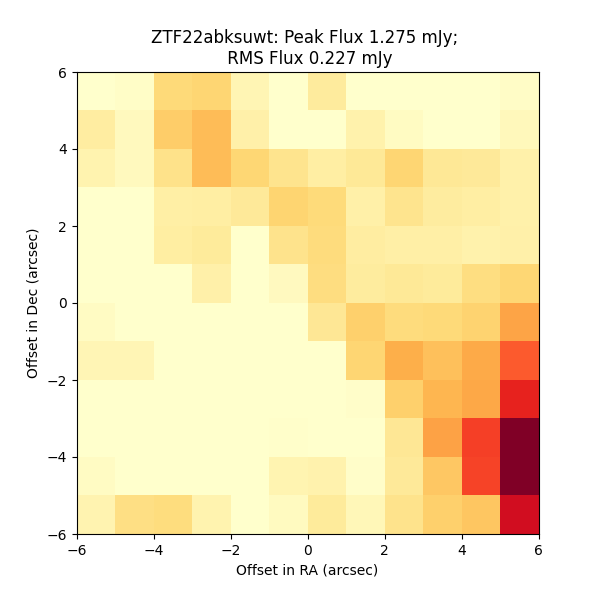 ZTF22abksuwt: Peak Flux 1.275 mJy;
RMS Flux 0.227 mJy
6
4
2
0
−2
−4
−6
Offset in Dec (arcsec)
−6 −4 −2 0 2 4 6
Offset in RA (arcsec)